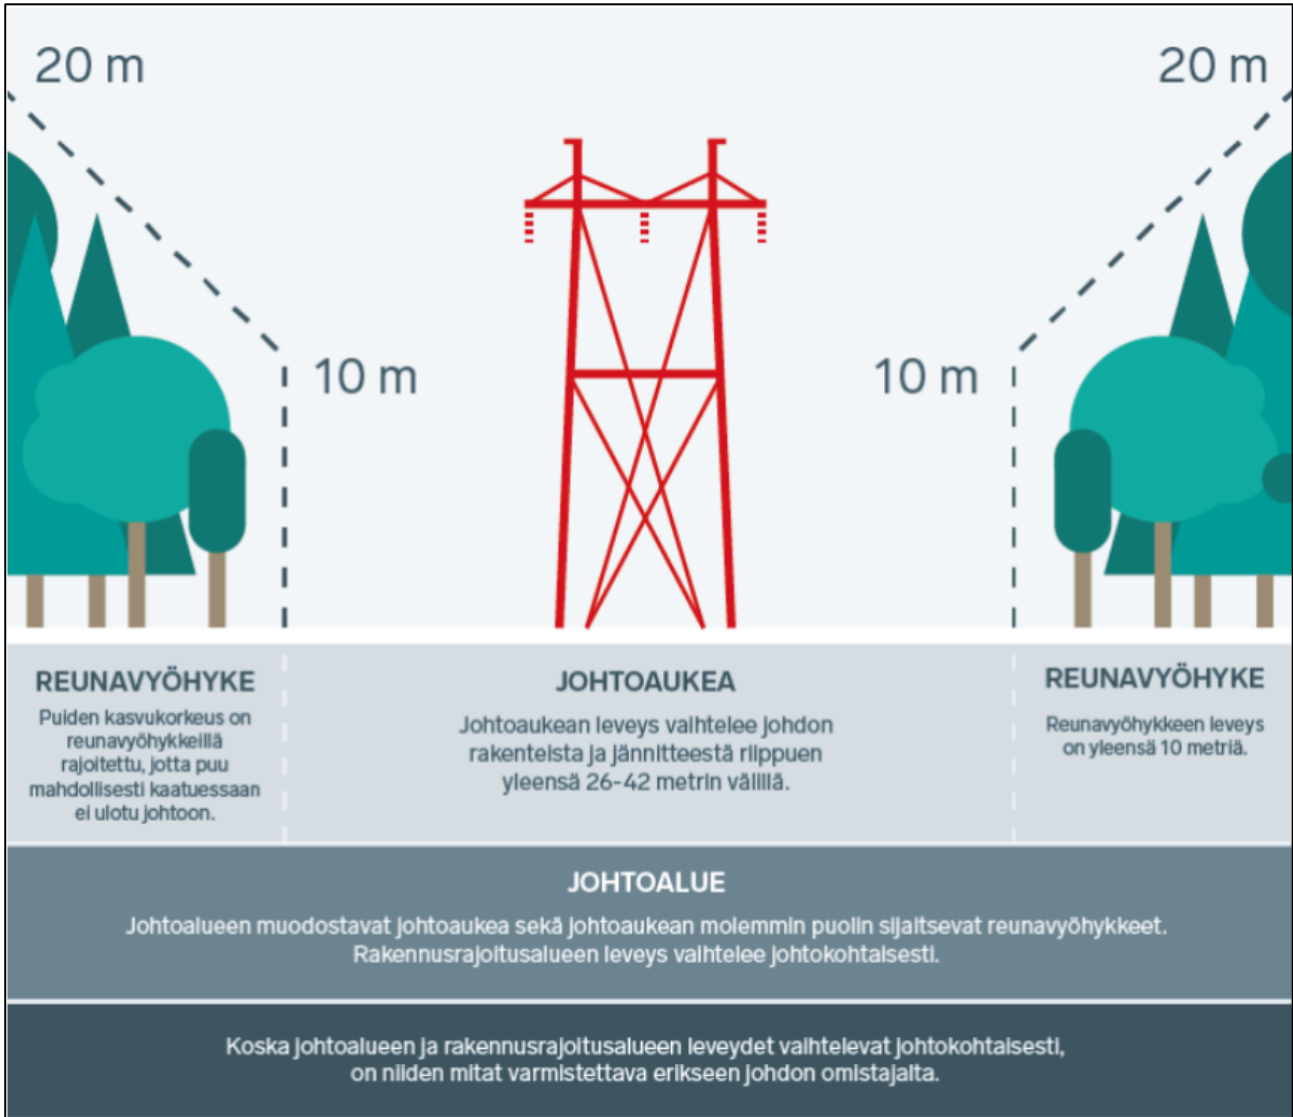 20 m
20 m
10 m
10 m
REUNAVYÖHYKE
Puiden kasvukorkeus on
reunavyöhykkeillä
rajoitettu, jotta puu
mahdollisesti kaatuessaan
ei ulotu johtoon.
JOHTOAUKEA
Johtoaukean leveys vaihtelee johdon
rakenteista ja jännitteestä riippuen
yleensä 26-42 metrin välillä.
REUNAVYÖHYKE
Reunavyöhykkeen leveys
on yleensä 10 metriä.
JOHTOALUE
Johtoalueen muodostavat johtoaukea sekä johtoaukean molemmin puolin sijaitsevat reunavyöhykkeet.
Rakennusrajoitusalueen leveys vaihtelee johtokohtaisesti.
Koska johtoalueen ja rakennusrajoitusalueen leveydet vaihtelevat johtokohtaisesti,
on niiden mitat varmistettava erikseen johdon omistajalta.